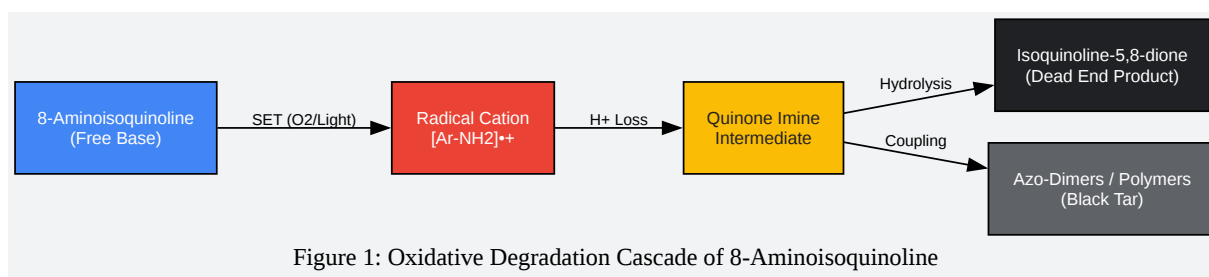 8-Aminoisoquinoline
(Free Base)
SET (O2/Light)
Radical Cation
[Ar-NH2]•+
H+ Loss
Quinone Imine
Intermediate
Hydrolysis
Isoquinoline-5,8-dione
(Dead End Product)
Coupling
Azo-Dimers / Polymers
(Black Tar)
Figure 1: Oxidative Degradation Cascade of 8-Aminoisoquinoline